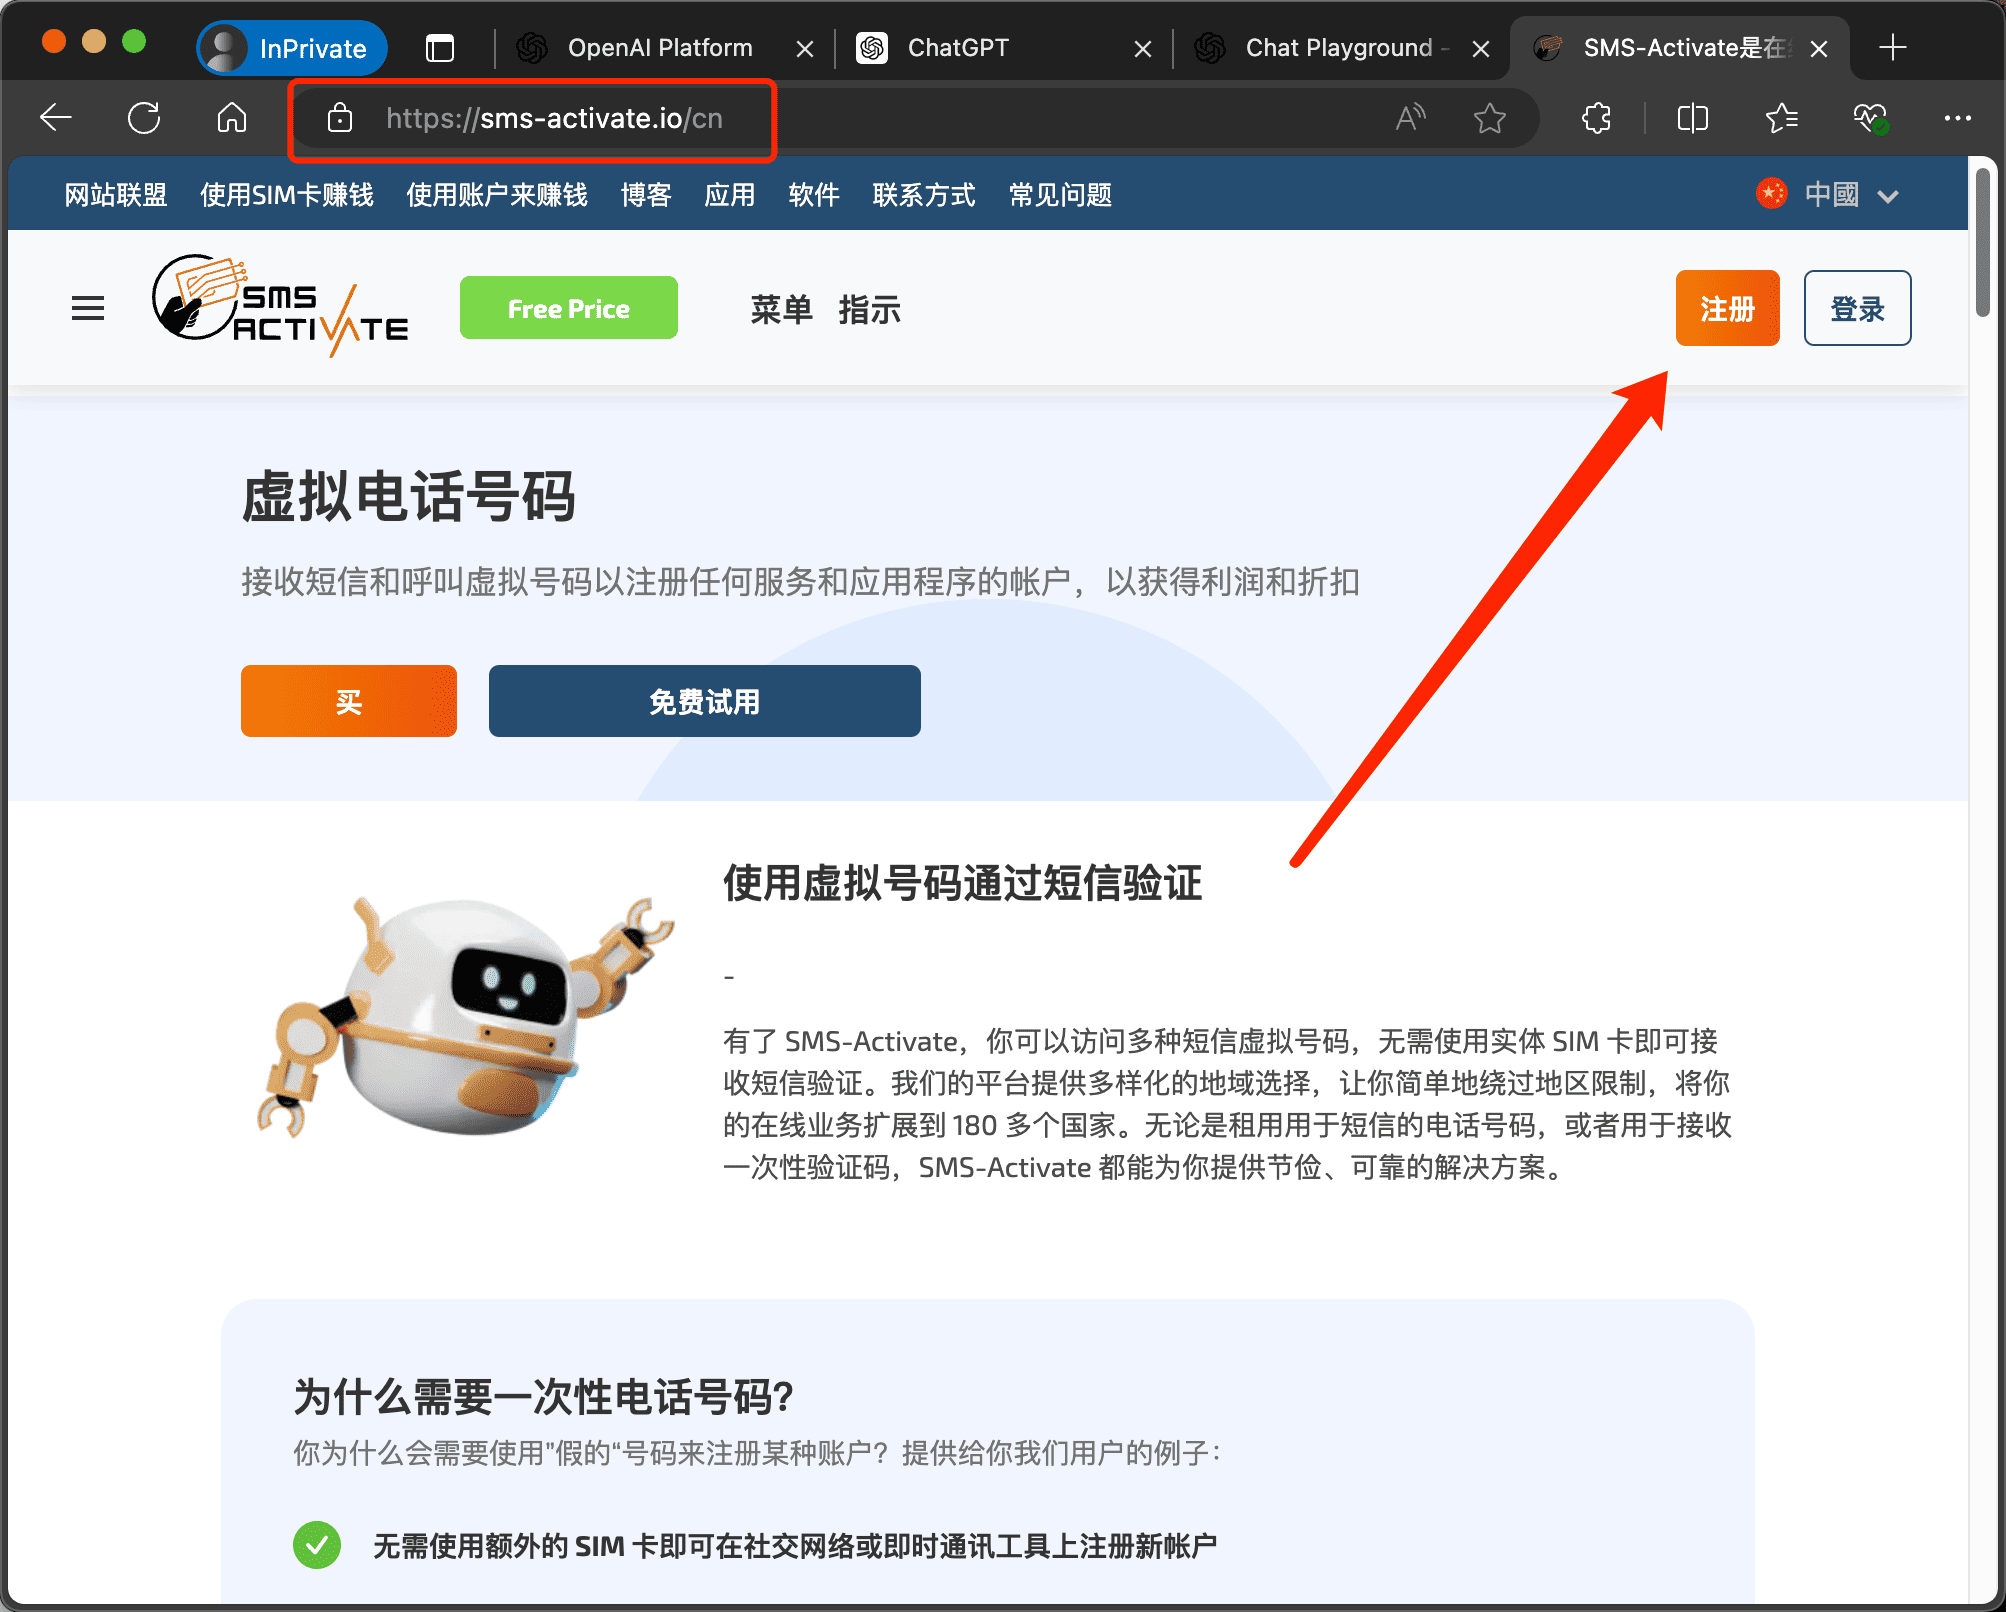 InPrivate
OpenAI Platform
ChatGPT
Chat Playground -
SMS-Activate是在
https://sms-activate.io/cn
网站联盟 使用SIM卡赚钱 使用账户来赚钱 博客 应用 软件 联系方式 常见问题 中國
SMS
ACTIVATE
Free Price
菜单 指示
注册
登录
虚拟电话号码
接收短信和呼叫虚拟号码以注册任何服务和应用程序的帐户，以获得利润和折扣
买
免费试用
使用虚拟号码通过短信验证
-
有了 SMS-Activate，你可以访问多种短信虚拟号码，无需使用实体 SIM 卡即可接
收短信验证。我们的平台提供多样化的地域选择，让你简单地绕过地区限制，将你
的在线业务扩展到 180 多个国家。无论是租用用于短信的电话号码，或者用于接收
一次性验证码，SMS-Activate 都能为你提供节俭、可靠的解决方案。
为什么需要一次性电话号码?
你为什么会需要使用”假的“号码来注册某种账户？提供给你我们用户的例子：
无需使用额外的 SIM 卡即可在社交网络或即时通讯工具上注册新帐户